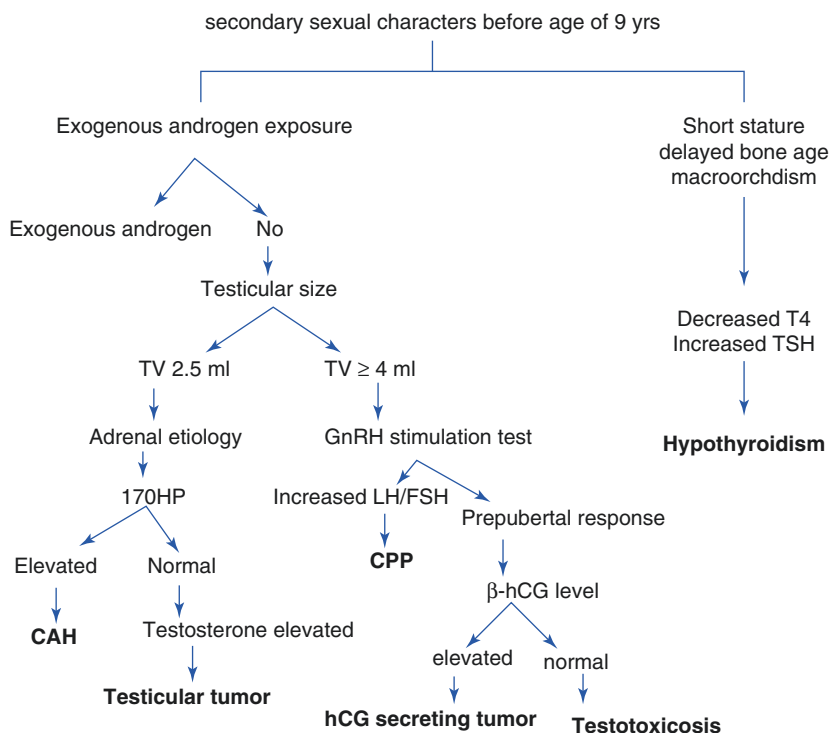 secondary sexual characters before age of 9 yrs
Exogenous androgen exposure
Short stature
delayed bone age
macroorchdism
Exogenous androgen
No
Testicular size
Decreased T4
Increased TSH
TV 2.5 ml
TV ≥ 4 ml
Adrenal etiology
GnRH stimulation test
Hypothyroidism
170HP
Increased LH/FSH
Prepubertal response
Elevated
Normal
CPP
β-hCG level
CAH
Testosterone elevated
elevated
normal
Testicular tumor
hCG secreting tumor
Testotoxicosis